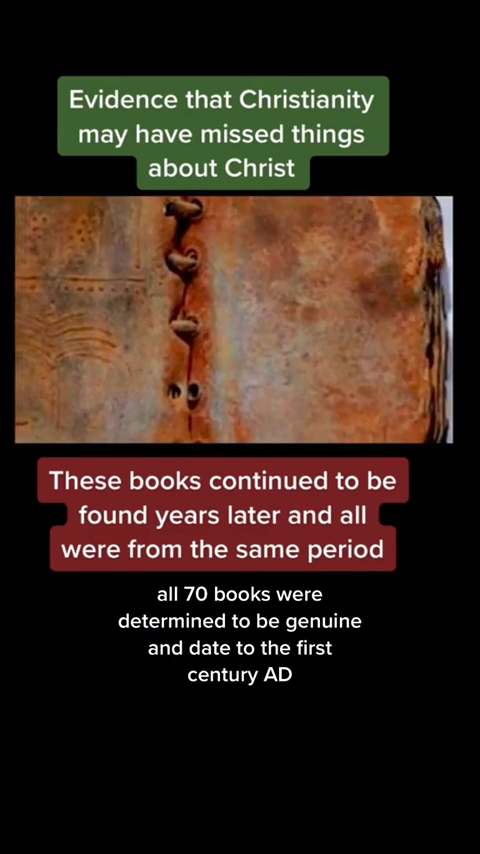 Evidence that Christianity
may have missed things
about Christ
These books continued to be
found years later and all
were from the same period
all 70 books were
determined to be genuine
and date to the first
century AD